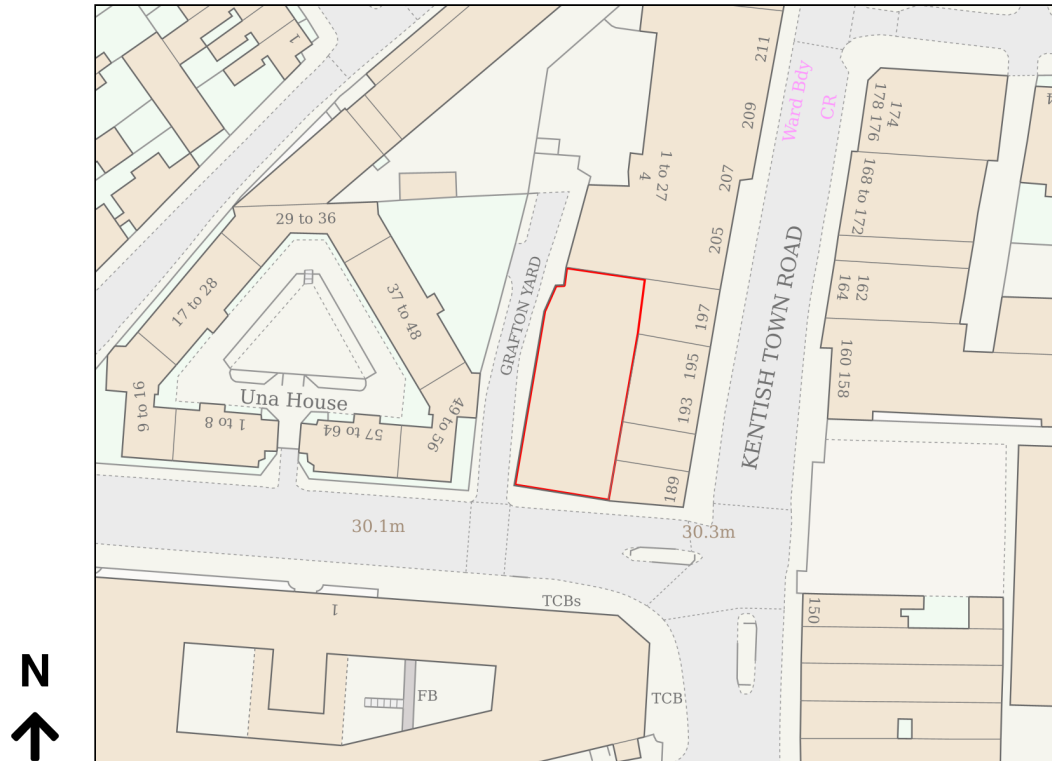 1
211
Ward Bdy
CR
209
174
178 176
1 to 27
4
207
168 to 172
29 to 36
205
KENTISH TOWN ROAD
GRAFTON YARD
17 to 28
37 to 48
162
164
197
195
160 158
Una House
9 to 16
1 to 8
57 to 64
49 to 56
193
189
30.1m
30.3m
TCBs
1
150
N
FB
TCB